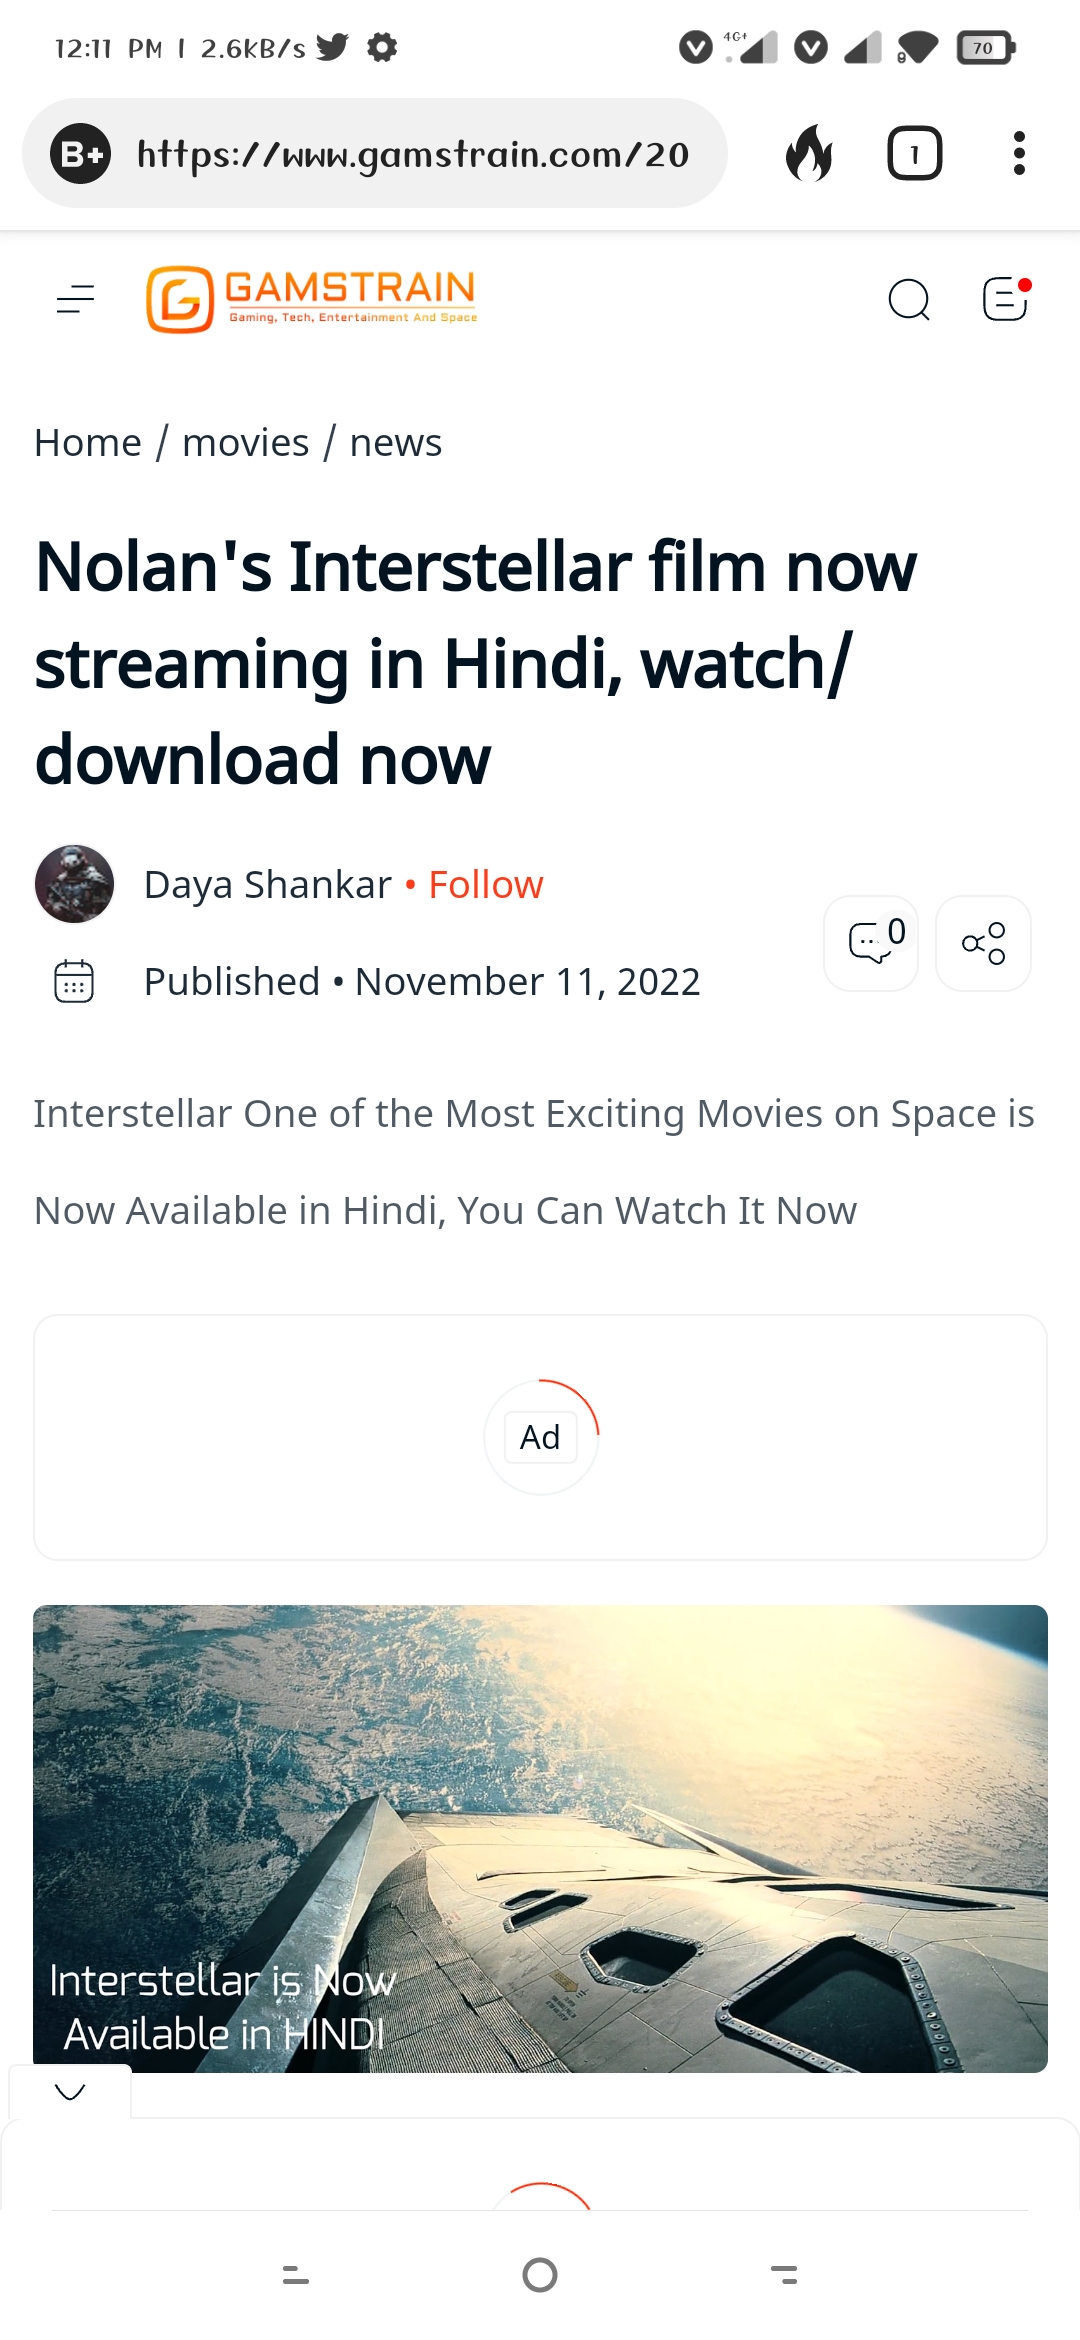 12:11 PM | 2.6KB/s
4G+
70
B+ https://www.gamstrain.com/20
1
GAMSTRAIN
Gaming, Tech, Entertainment And Space
Home / movies / news
Nolan's Interstellar film now
streaming in Hindi, watch/
download now
Daya Shankar • Follow
0
Published • November 11, 2022
Interstellar One of the Most Exciting Movies on Space is
Now Available in Hindi, You Can Watch It Now
Ad
Interstellar is Now
Available in HINDI